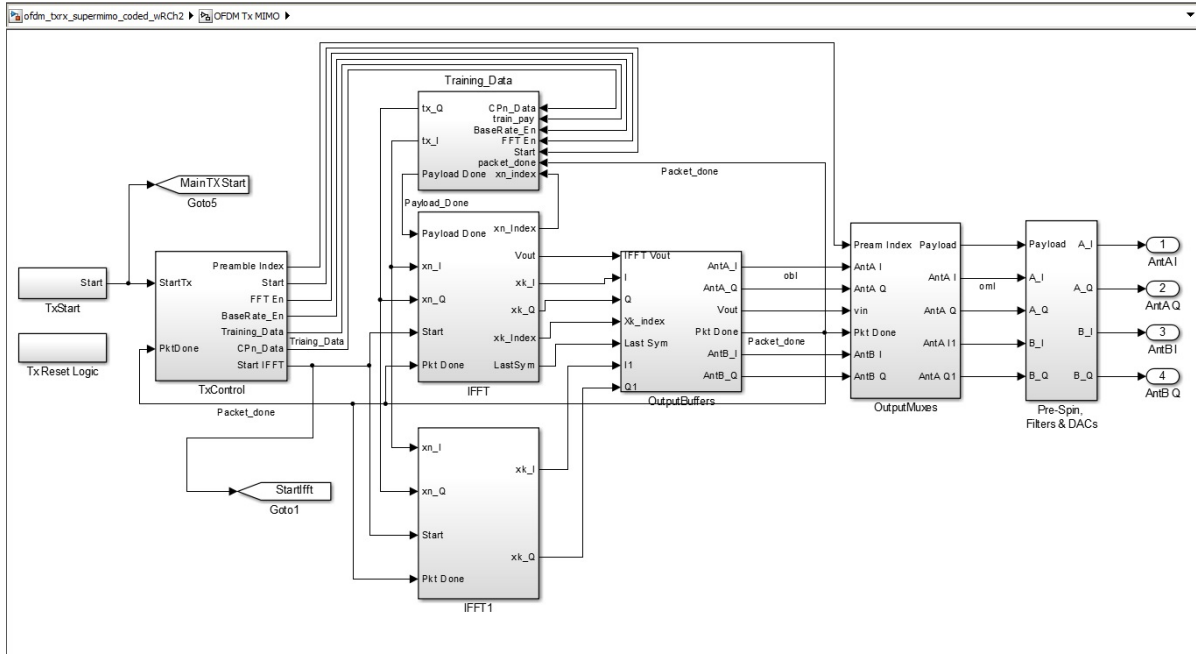 ofdm_txrx_supermimo_coded_wRCh2 OFDM Tx MIMO
Training_Data
tx_Q
tx_I
Payload Done
CPn_Data
train_pay
BaseRate_En
FFT En
Start
packet_done
xn_index
Packet_done
Payload_Done
MainTXStart
Goto5
Start
TxStart
Tx Reset Logic
StartTx
PktDone
Preamble Index
Start
FFT En
BaseRate_En
Training_Data
CPn_Data
Start IFFT
TxControl
Triaing_Data
Packet_done
StartIfft
Goto1
Payload Done
xn_I
xn_Q
Start
Pkt Done
xn_Index
Vout
xk_I
xk_Q
xk_Index
LastSym
IFFT
xn_I
xn_Q
Start
Pkt Done
xk_I
xk_Q
IFFT1
IFFT Vout
I
Q
Xk_index
Last Sym
I1
Q1
AntA_I
AntA_Q
Vout
Pkt Done
AntB_I
AntB_Q
OutputBuffers
obI
Packet_done
Pream Index
AntA I
AntA Q
vin
Pkt Done
AntB I
AntB Q
Payload
AntA I
AntA Q
AntA I1
AntA Q1
OutputMuxes
omI
Payload
A_I
A_Q
B_I
B_Q
A_I
A_Q
B_I
B_Q
Pre-Spin,
Filters & DACs
1
AntA I
2
AntA Q
3
AntB I
4
AntB Q